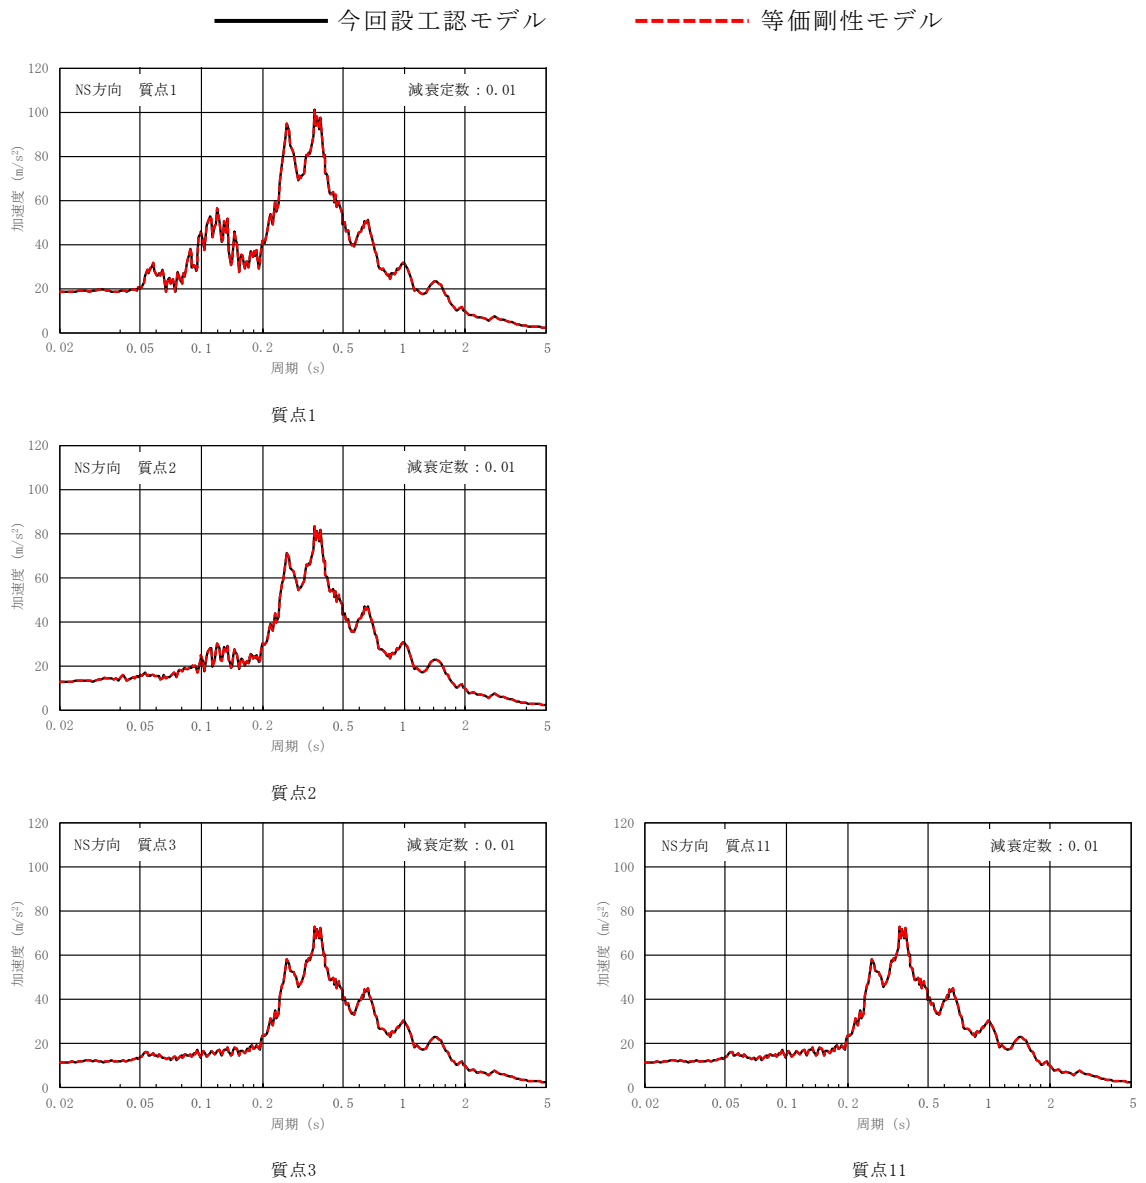 今回設工認モデル 等価剛性モデル
120
NS方向 質点1 減衰定数:0.01
100
80
60
40
20
0
加速度 (m/s²)
0.02 0.05 0.1 0.2 0.5 1 2 5
周期 (s)
質点1
120
NS方向 質点2 減衰定数:0.01
100
80
60
40
20
0
加速度 (m/s²)
0.02 0.05 0.1 0.2 0.5 1 2 5
周期 (s)
質点2
120
NS方向 質点3 減衰定数:0.01
100
80
60
40
20
0
加速度 (m/s²)
0.02 0.05 0.1 0.2 0.5 1 2 5
周期 (s)
質点3
120
NS方向 質点11 減衰定数:0.01
100
80
60
40
20
0
加速度 (m/s²)
0.02 0.05 0.1 0.2 0.5 1 2 5
周期 (s)
質点11